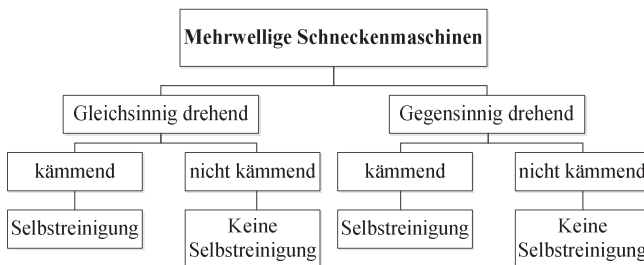 Mehrwellige Schneckenmaschinen
Gleichsinnig drehend
Gegensinnig drehend
kämmend
nicht kämmend
kämmend
nicht kämmend
Selbstreinigung
Keine
Selbstreinigung
Selbstreinigung
Keine
Selbstreinigung